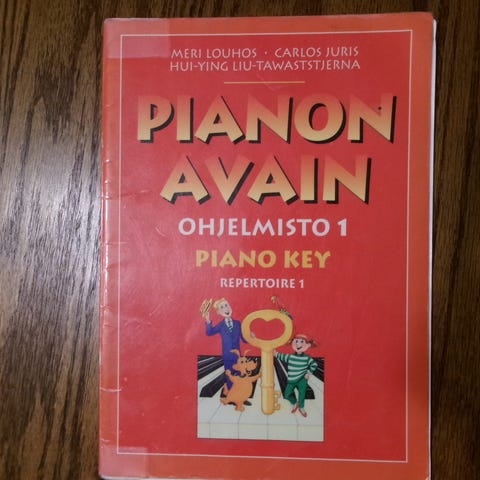 MERI LOUHOS · CARLOS JURIS
HUI-YING LIU-TAWASTSTJERNA
PIANON
AVAIN
OHJELMISTO 1
PIANO KEY
REPERTOIRE 1